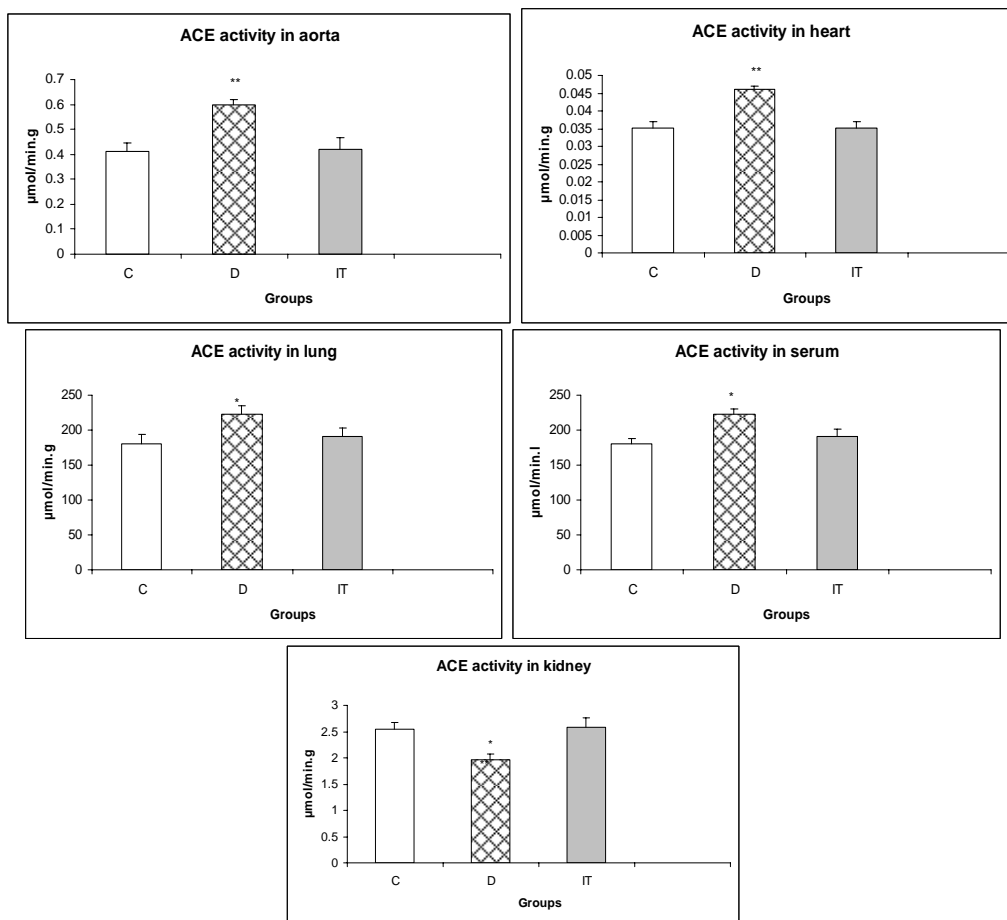 ACE activity in aorta
µmol/min.g
0.7
0.6
0.5
0.4
0.3
0.2
0.1
0
**
C D IT
Groups
ACE activity in heart
µmol/min.g
0.05
0.045
0.04
0.035
0.03
0.025
0.02
0.015
0.01
0.005
0
**
C D IT
Groups
ACE activity in lung
µmol/min.g
250
200
150
100
50
0
*
C D IT
Groups
ACE activity in serum
µmol/min.l
250
200
150
100
50
0
*
C D IT
Groups
ACE activity in kidney
µmol/min.g
3
2.5
2
1.5
1
0.5
0
*
**
C D IT
Groups